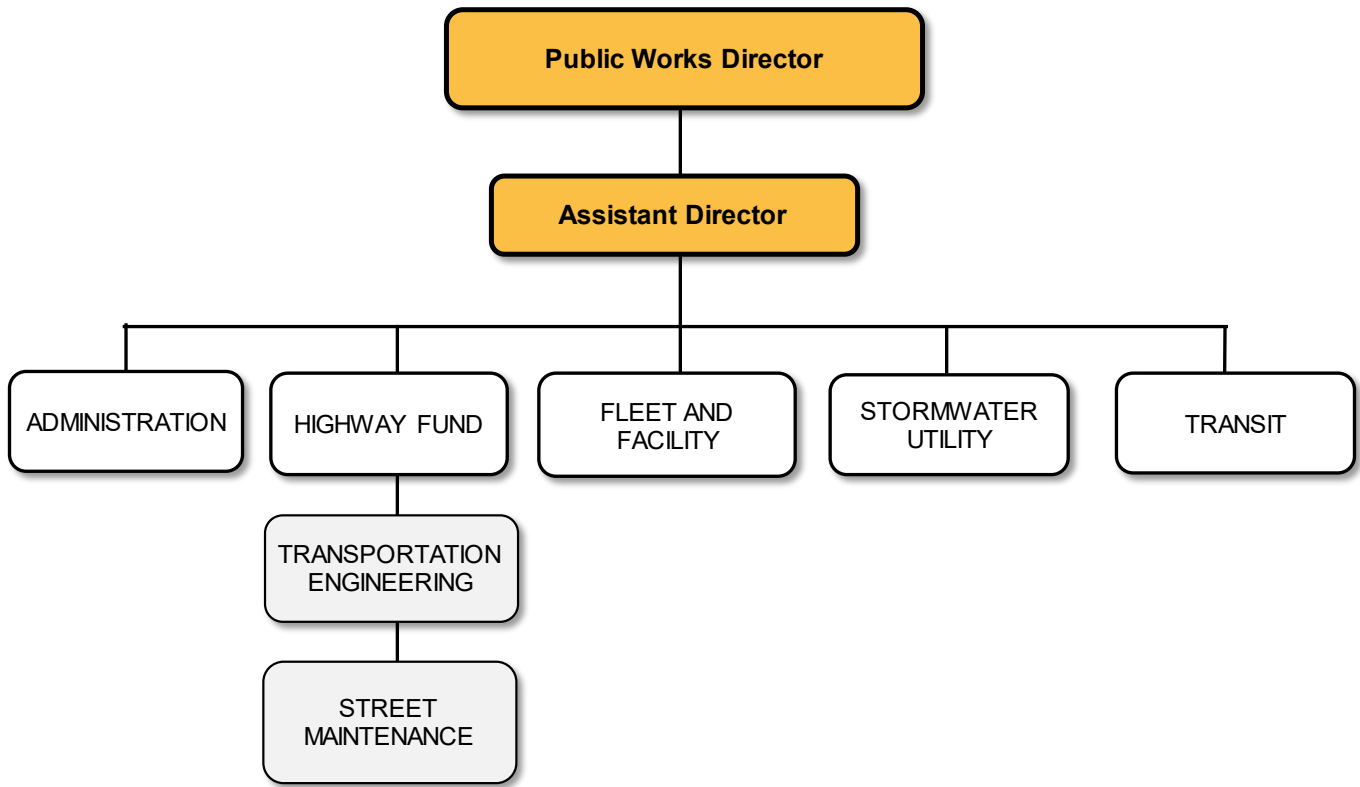 Public Works Director
Assistant Director
ADMINISTRATION
HIGHWAY FUND
FLEET AND
FACILITY
STORMWATER
UTILITY
TRANSIT
TRANSPORTATION
ENGINEERING
STREET
MAINTENANCE